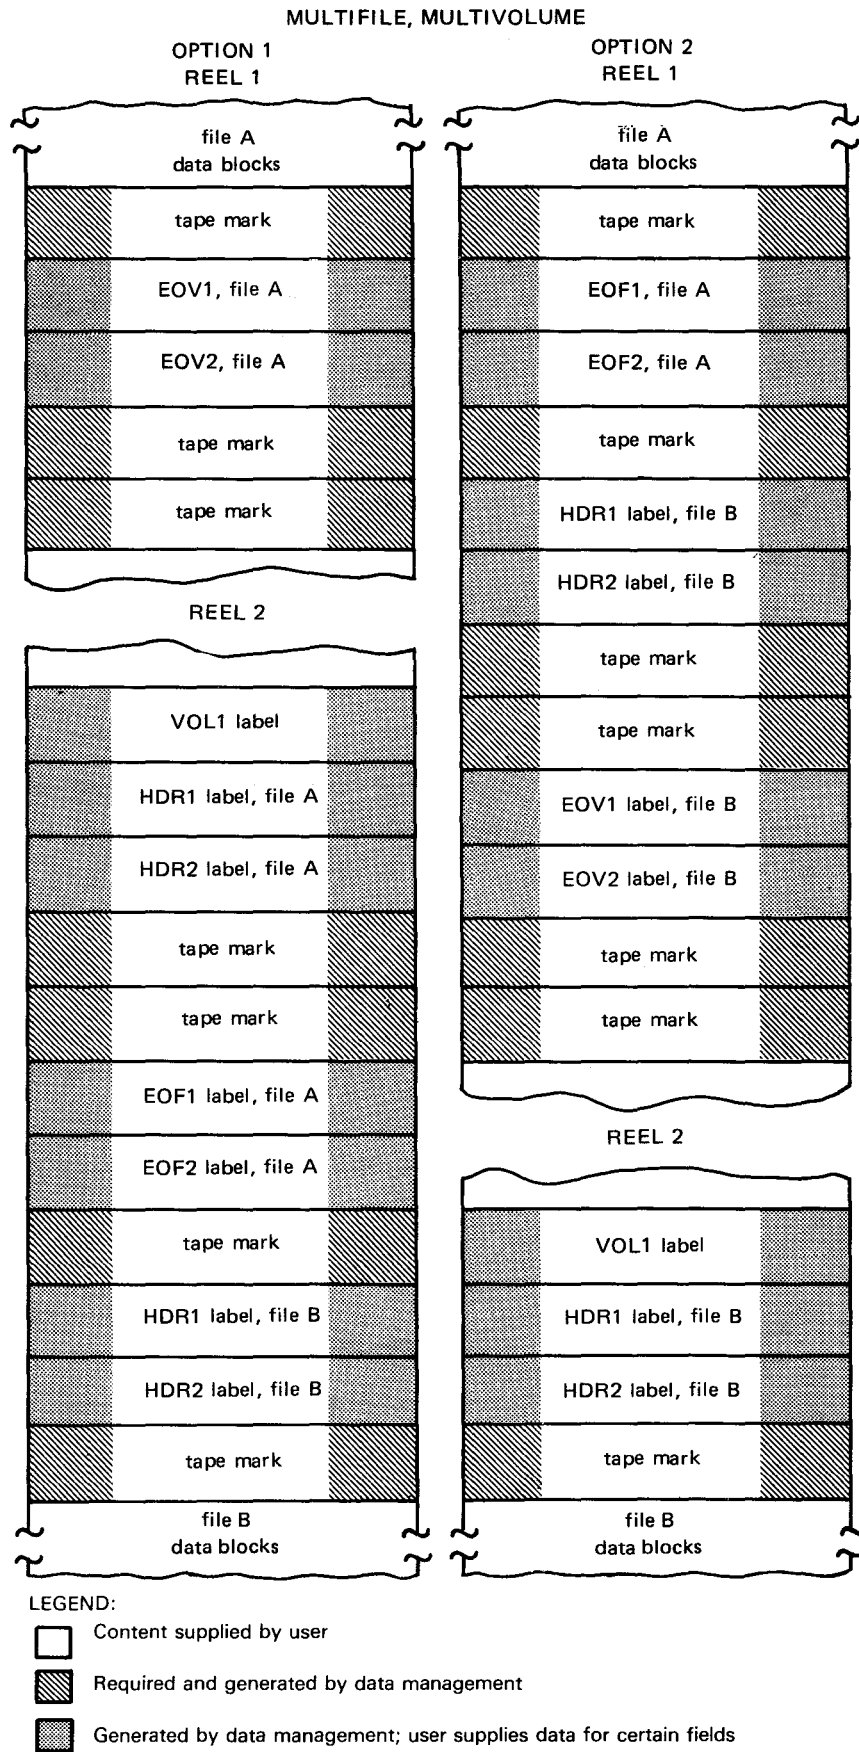 MULTIFILE, MULTIVOLUME
OPTION 1
REEL 1
file A
data blocks
tape mark
EOV1, file A
EOV2, file A
tape mark
tape mark
REEL 2
VOL1 label
HDR1 label, file A
HDR2 label, file A
tape mark
tape mark
EOF1 label, file A
EOF2 label, file A
tape mark
HDR1 label, file B
HDR2 label, file B
tape mark
file B
data blocks
OPTION 2
REEL 1
file A
data blocks
tape mark
EOF1, file A
EOF2, file A
tape mark
HDR1 label, file B
HDR2 label, file B
tape mark
tape mark
EOV1 label, file B
EOV2 label, file B
tape mark
tape mark
REEL 2
VOL1 label
HDR1 label, file B
HDR2 label, file B
tape mark
file B
data blocks
LEGEND:
Content supplied by user
Required and generated by data management
Generated by data management; user supplies data for certain fields